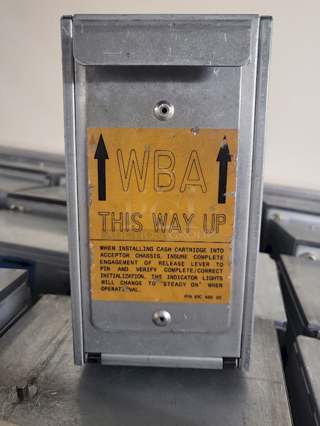 WBA
THIS WAY UP
WHEN INSTALLING CASH CARTRIDGE INTO
ACCEPTOR CHASSIS, INSURE COMPLETE
ENGAGEMENT OF RELEASE LEVER TO
PIN AND VERIFY COMPLETE/CORRECT
INITIALIZATION. THE INDICATOR LIGHTS
WILL CHANGE TO "STEADY ON" WHEN
OPERATIONAL.